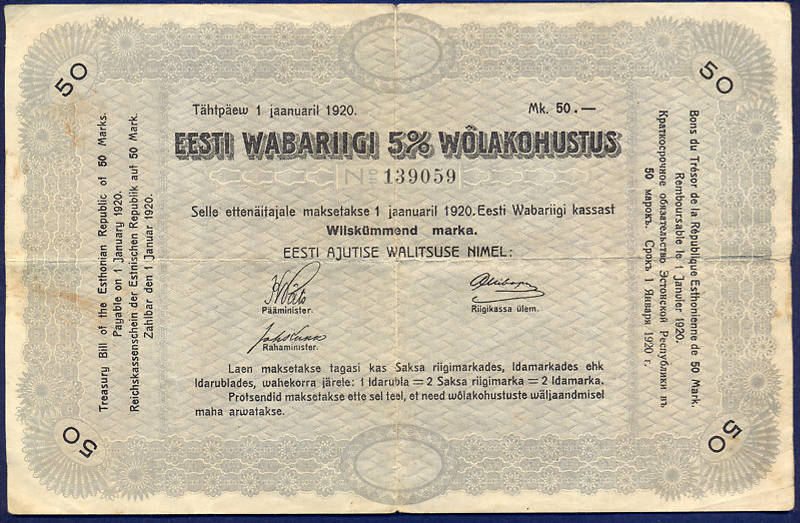 50
50
Tähtpäew 1 jaanuaril 1920.
Mk. 50.—
EESTI WABARIIGI 5% WÕLAKOHUSTUS
No 139059
Selle ettenäitajale maksetakse 1 jaanuaril 1920. Eesti Wabariigi kassast
Wiiskümmend marka.
EESTI AJUTISE WALITSUSE NIMEL:
Pääminister.
Riigikassa ülem.
Rahaminister.
Laen maksetakse tagasi kas Saksa riigimarkades, Idamarkades ehk
Idarublades, wahekorra järele: 1 Idarubla = 2 Saksa riigimarka = 2 Idamarka.
Protsendid maksetakse ette sel teel, et need wõlakohustuste wäljaandmisel
maha arwatakse.
Treasury Bill of the Esthonian Republic of 50 Marks.
Payable on 1 January 1920.
Reichskassenschein der Estnischen Republik auf 50 Mark.
Zahlbar den 1 Januar 1920.
Bons du Trésor de la République Esthonienne de 50 Mark.
Remboursable le 1 Janvier 1920.
Краткосрочное обязательство Эстонской Республики въ
50 марокъ. Срокъ 1 Января 1920 г.
50
50